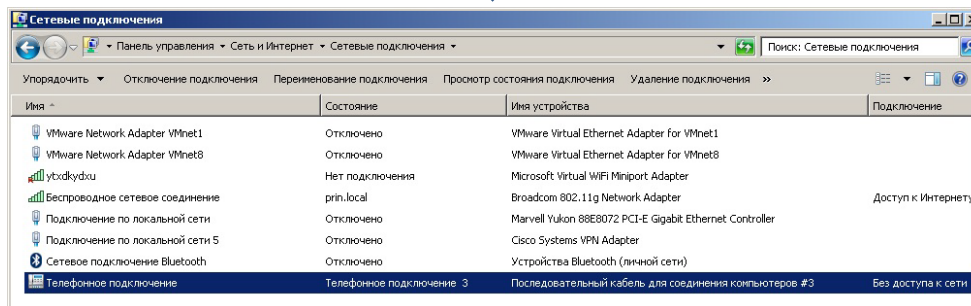 Сетевые подключения
Панель управления Сеть и Интернет Сетевые подключения Поиск: Сетевые подключения
Упорядочить Отключение подключения Переименование подключения Просмотр состояния подключения Удаление подключения »
Имя Состояние Имя устройства Подключение
VMware Network Adapter VMnet1 Отключено VMware Virtual Ethernet Adapter for VMnet1
VMware Network Adapter VMnet8 Отключено VMware Virtual Ethernet Adapter for VMnet8
ytxdkydxu Нет подключения Microsoft Virtual WiFi Miniport Adapter
Беспроводное сетевое соединение prin.local Broadcom 802.11g Network Adapter Доступ к Интернету
Подключение по локальной сети Отключено Marvell Yukon 88E8072 PCI-E Gigabit Ethernet Controller
Подключение по локальной сети 5 Отключено Cisco Systems VPN Adapter
Сетевое подключение Bluetooth Отключено Устройства Bluetooth (личной сети)
Телефонное подключение Телефонное подключение 3 Последовательный кабель для соединения компьютеров #3 Без доступа к сети